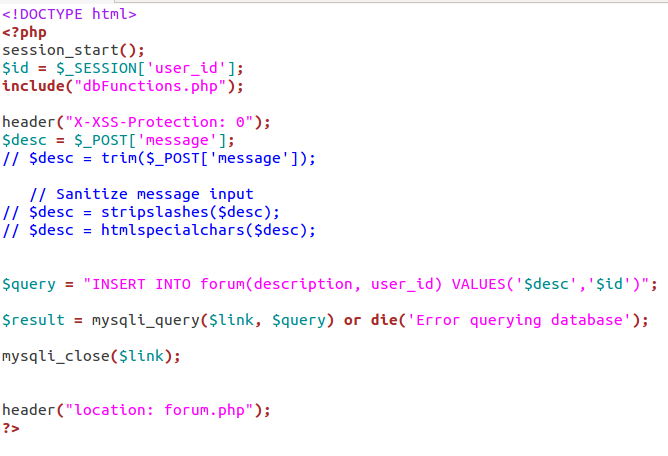 <!DOCTYPE html>
<?php
session_start();
$id = $_SESSION['user_id'];
include("dbFunctions.php");
header("X-XSS-Protection: 0");
$desc = $_POST['message'];
// $desc = trim($_POST['message']);
// Sanitize message input
// $desc = stripslashes($desc);
// $desc = htmlspecialchars($desc);
$query = "INSERT INTO forum(description, user_id) VALUES('$desc','$id')";
$result = mysqli_query($link, $query) or die('Error querying database');
mysqli_close($link);
header("location: forum.php");
?>